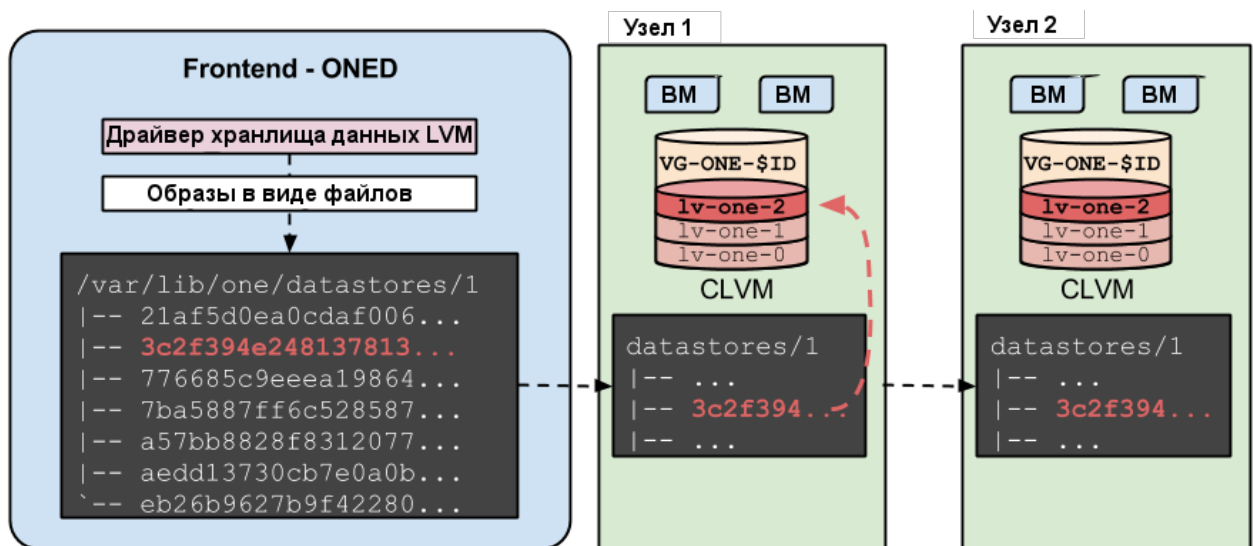 Frontend - ONED
Драйвер хранлища данных LVM
Образы в виде файлов
/var/lib/one/datastores/1
|-- 21af5d0ea0cdaf006...
|-- 3c2f394e248137813...
|-- 776685c9eeea19864...
|-- 7ba5887ff6c528587...
|-- a57bb8828f8312077...
|-- aedd13730cb7e0a0b...
`-- eb26b9627b9f42280...
Узел 1
ВМ ВМ
VG-ONE-$ID
lv-one-2
lv-one-1
lv-one-0
CLVM
datastores/1
|-- ...
|-- 3c2f394...
|-- ...
Узел 2
ВМ ВМ
VG-ONE-$ID
lv-one-2
lv-one-1
lv-one-0
CLVM
datastores/1
|-- ...
|-- 3c2f394...
|-- ...